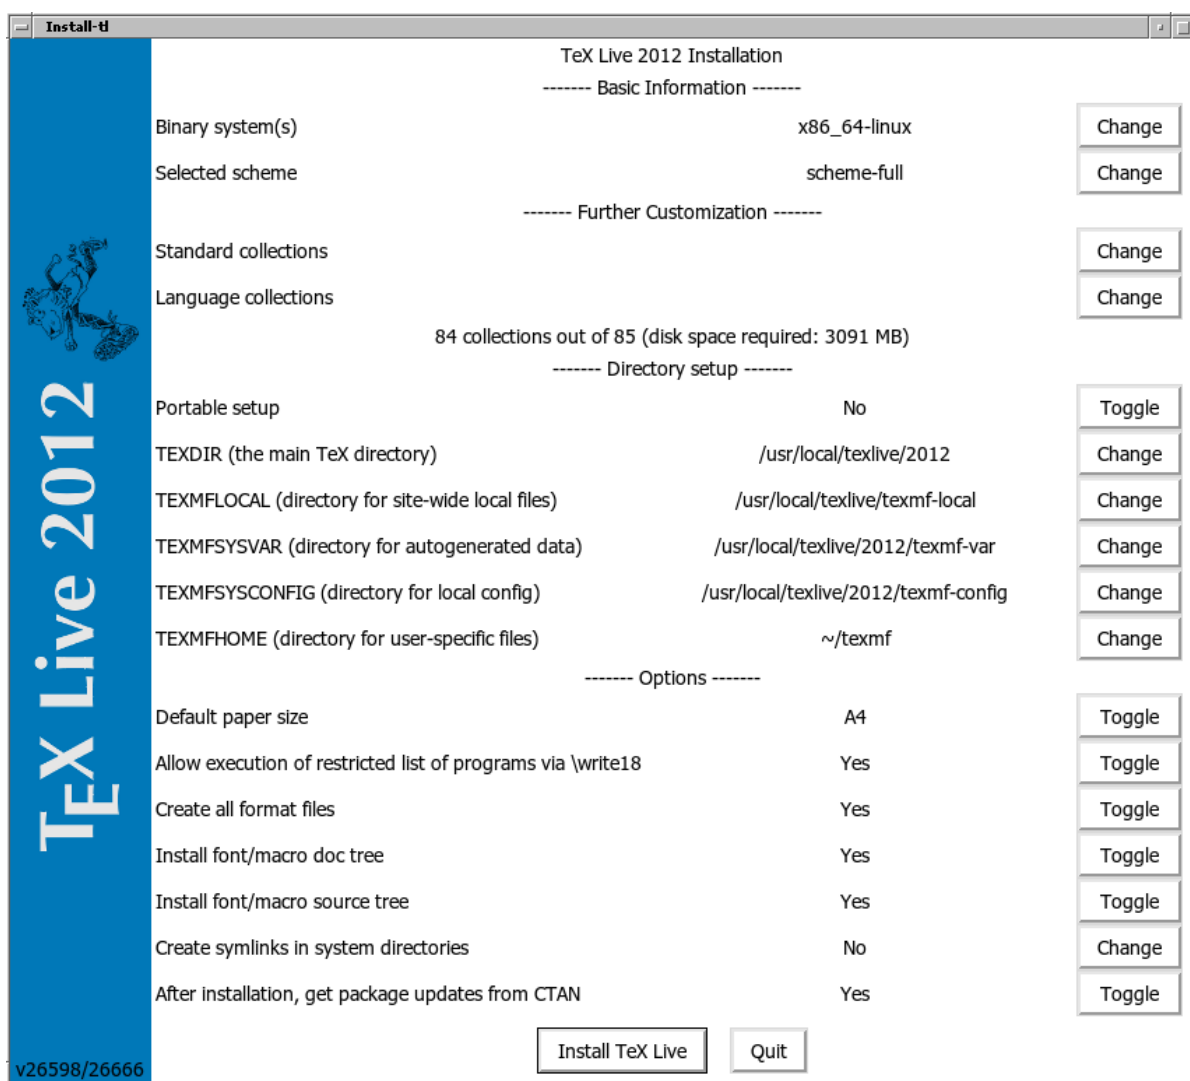 Install-tl
TeX Live 2012 Installation
------- Basic Information -------
Binary system(s) x86_64-linux Change
Selected scheme scheme-full Change
------- Further Customization -------
Standard collections Change
Language collections Change
84 collections out of 85 (disk space required: 3091 MB)
------- Directory setup -------
Portable setup No Toggle
TEXDIR (the main TeX directory) /usr/local/texlive/2012 Change
TEXMFLOCAL (directory for site-wide local files) /usr/local/texlive/texmf-local Change
TEXMFSYSVAR (directory for autogenerated data) /usr/local/texlive/2012/texmf-var Change
TEXMFSYSCONFIG (directory for local config) /usr/local/texlive/2012/texmf-config Change
TEXMFHOME (directory for user-specific files) ~/texmf Change
------- Options -------
Default paper size A4 Toggle
Allow execution of restricted list of programs via \write18 Yes Toggle
Create all format files Yes Toggle
Install font/macro doc tree Yes Toggle
Install font/macro source tree Yes Toggle
Create symlinks in system directories No Change
After installation, get package updates from CTAN Yes Toggle
Install TeX Live Quit
TEX Live 2012
v26598/26666